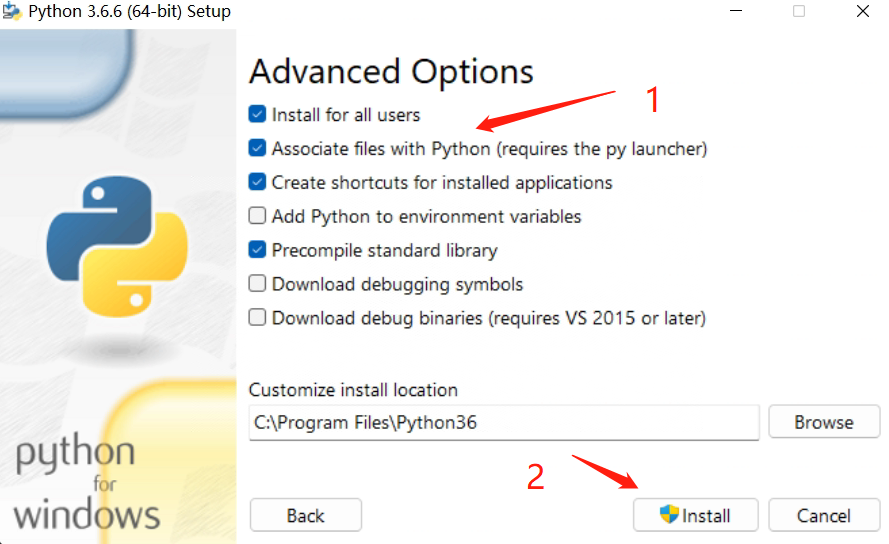 Python 3.6.6 (64-bit) Setup
Advanced Options
Install for all users
1
Associate files with Python (requires the py launcher)
Create shortcuts for installed applications
Add Python to environment variables
Precompile standard library
Download debugging symbols
Download debug binaries (requires VS 2015 or later)
Customize install location
C:\Program Files\Python36
Browse
python
for
windows
2
Back
Install
Cancel